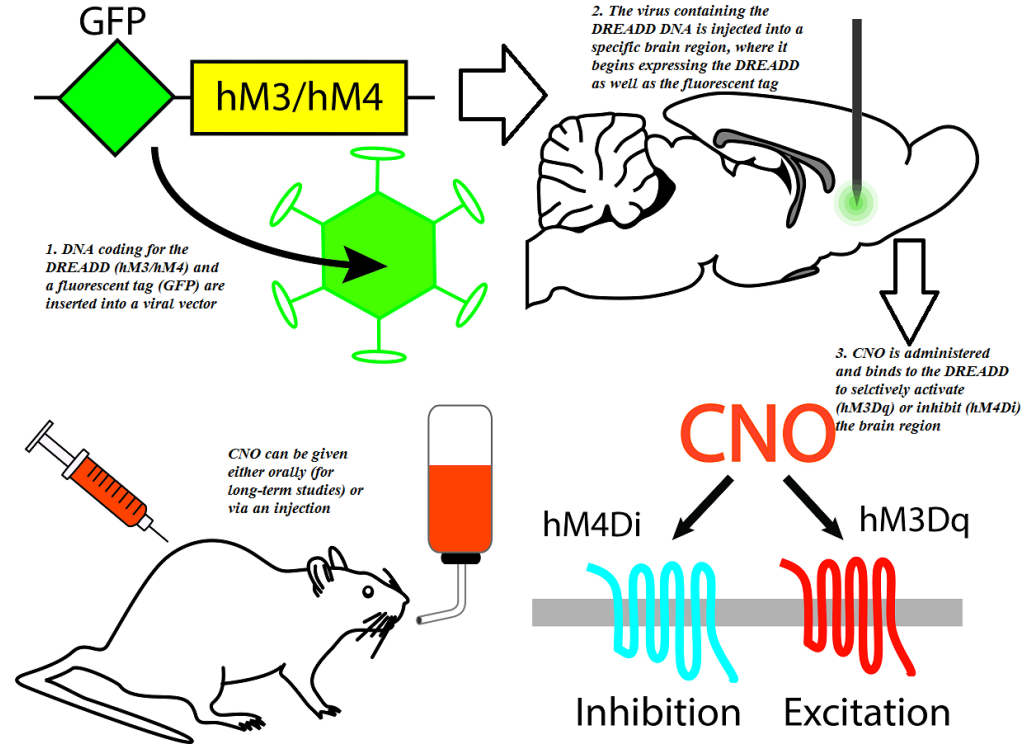 GFP
hM3/hM4
1. DNA coding for the
DREADD (hM3/hM4) and
a fluorescent tag (GFP) are
inserted into a viral vector
2. The virus containing the
DREADD DNA is injected into a
specific brain region, where it
begins expressing the DREADD
as well as the fluorescent tag
3. CNO is administered
and binds to the DREADD
to selctively activate
(hM3Dq) or inhibit (hM4Di)
the brain region
CNO can be given
either orally (for
long-term studies) or
via an injection
CNO
hM4Di
hM3Dq
Inhibition
Excitation